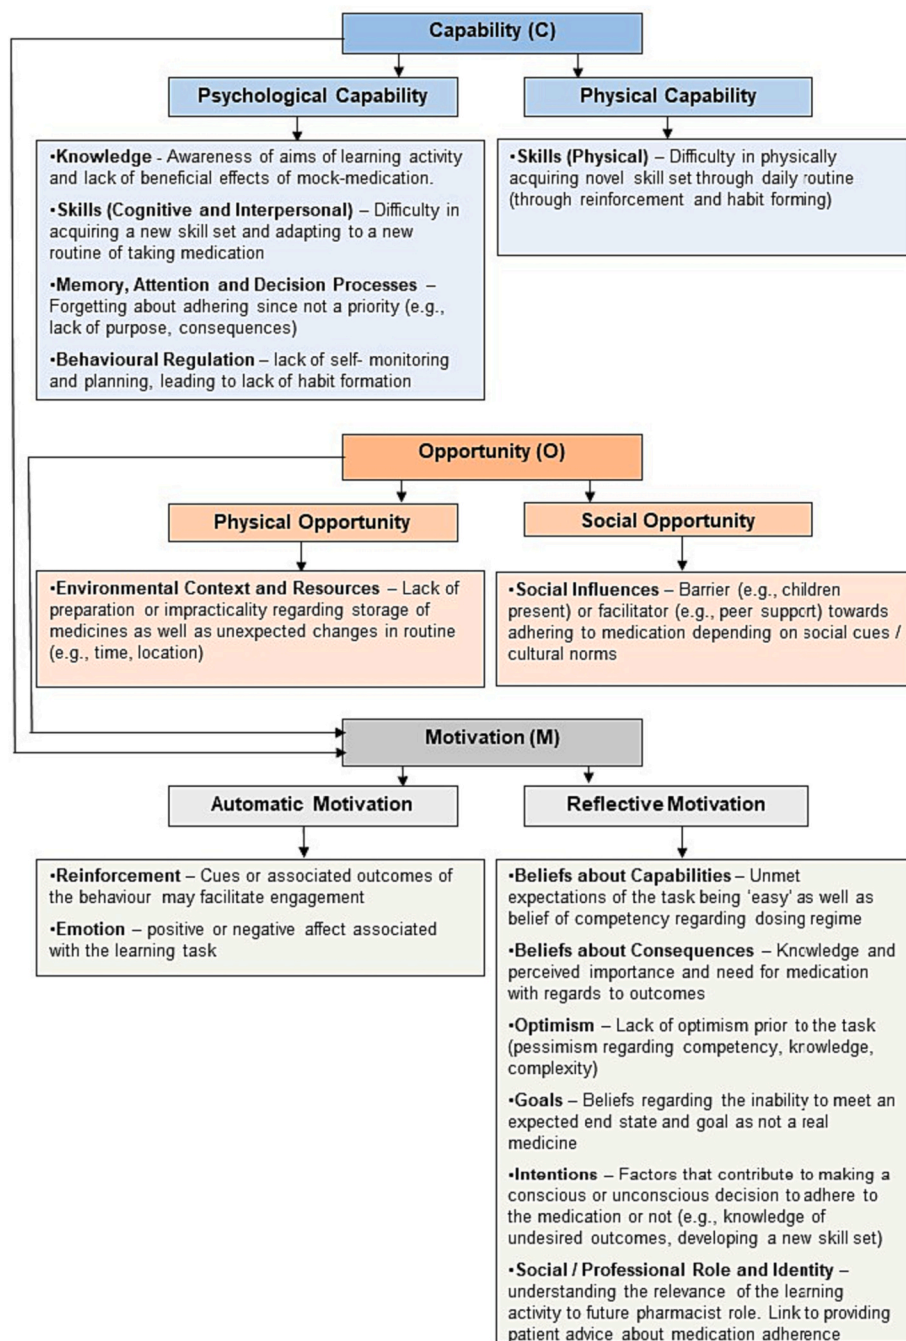 Capability (C)
Psychological Capability
Physical Capability
•Knowledge - Awareness of aims of learning activity
and lack of beneficial effects of mock-medication.
•Skills (Cognitive and Interpersonal) – Difficulty in
acquiring a new skill set and adapting to a new
routine of taking medication
•Memory, Attention and Decision Processes –
Forgetting about adhering since not a priority (e.g.,
lack of purpose, consequences)
•Behavioural Regulation – lack of self- monitoring
and planning, leading to lack of habit formation
•Skills (Physical) – Difficulty in physically
acquiring novel skill set through daily routine
(through reinforcement and habit forming)
Opportunity (O)
Physical Opportunity
Social Opportunity
•Environmental Context and Resources – Lack of
preparation or impracticality regarding storage of
medicines as well as unexpected changes in routine
(e.g., time, location)
•Social Influences – Barrier (e.g., children
present) or facilitator (e.g., peer support) towards
adhering to medication depending on social cues /
cultural norms
Motivation (M)
Automatic Motivation
Reflective Motivation
•Reinforcement – Cues or associated outcomes of
the behaviour may facilitate engagement
•Emotion – positive or negative affect associated
with the learning task
•Beliefs about Capabilities – Unmet
expectations of the task being 'easy' as well as
belief of competency regarding dosing regime
•Beliefs about Consequences – Knowledge and
perceived importance and need for medication
with regards to outcomes
•Optimism – Lack of optimism prior to the task
(pessimism regarding competency, knowledge,
complexity)
•Goals – Beliefs regarding the inability to meet an
expected end state and goal as not a real
medicine
•Intentions – Factors that contribute to making a
conscious or unconscious decision to adhere to
the medication or not (e.g., knowledge of
undesired outcomes, developing a new skill set)
•Social / Professional Role and Identity –
understanding the relevance of the learning
activity to future pharmacist role. Link to providing
patient advice about medication adherence